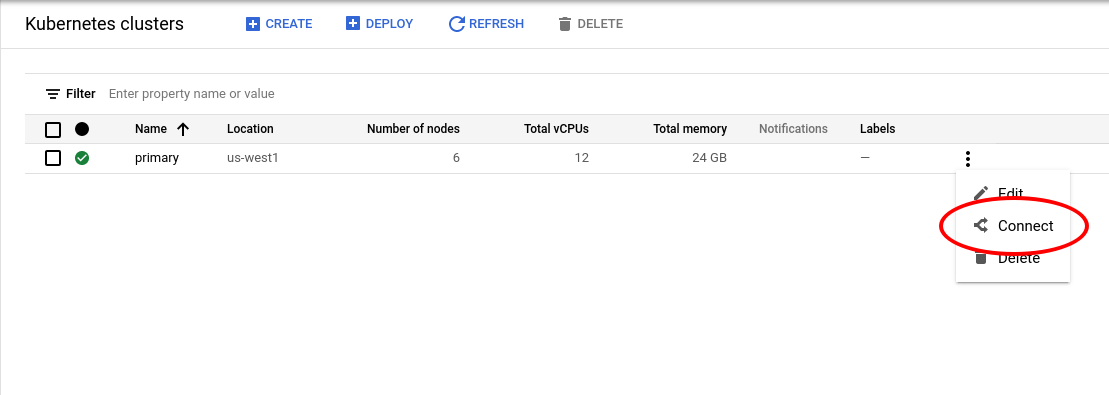 Kubernetes clusters CREATE DEPLOY REFRESH DELETE
Filter Enter property name or value
Name Location Number of nodes Total vCPUs Total memory Notifications Labels
primary us-west1 6 12 24 GB —
Edit
Connect
Delete